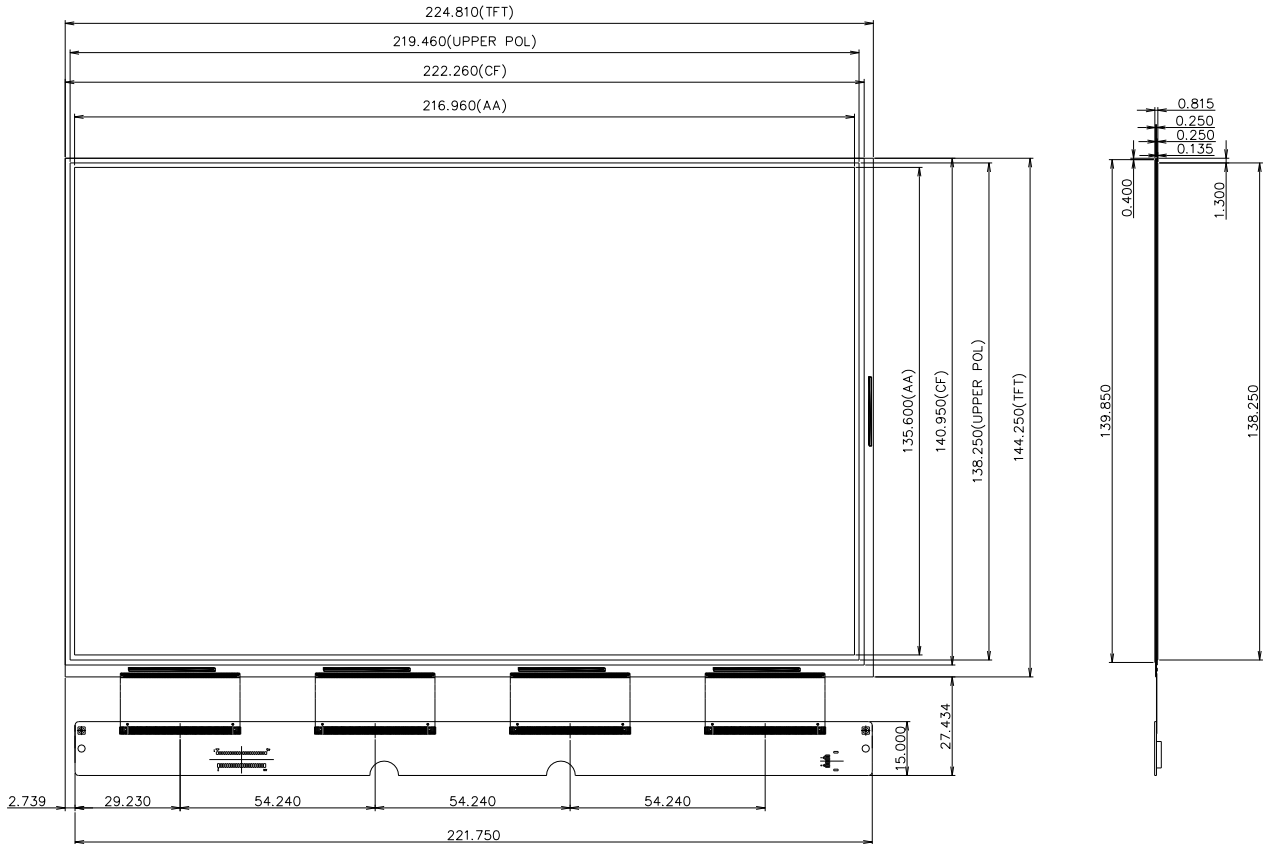 224.810(TFT)
219.460(UPPER POL)
222.260(CF)
216.960(AA)
0.815
0.250
0.250
0.135
0.400
1.300
135.600(AA)
140.950(CF)
138.250(UPPER POL)
144.250(TFT)
139.850
138.250
15.000
27.434
2.739
29.230
54.240
54.240
54.240
221.750